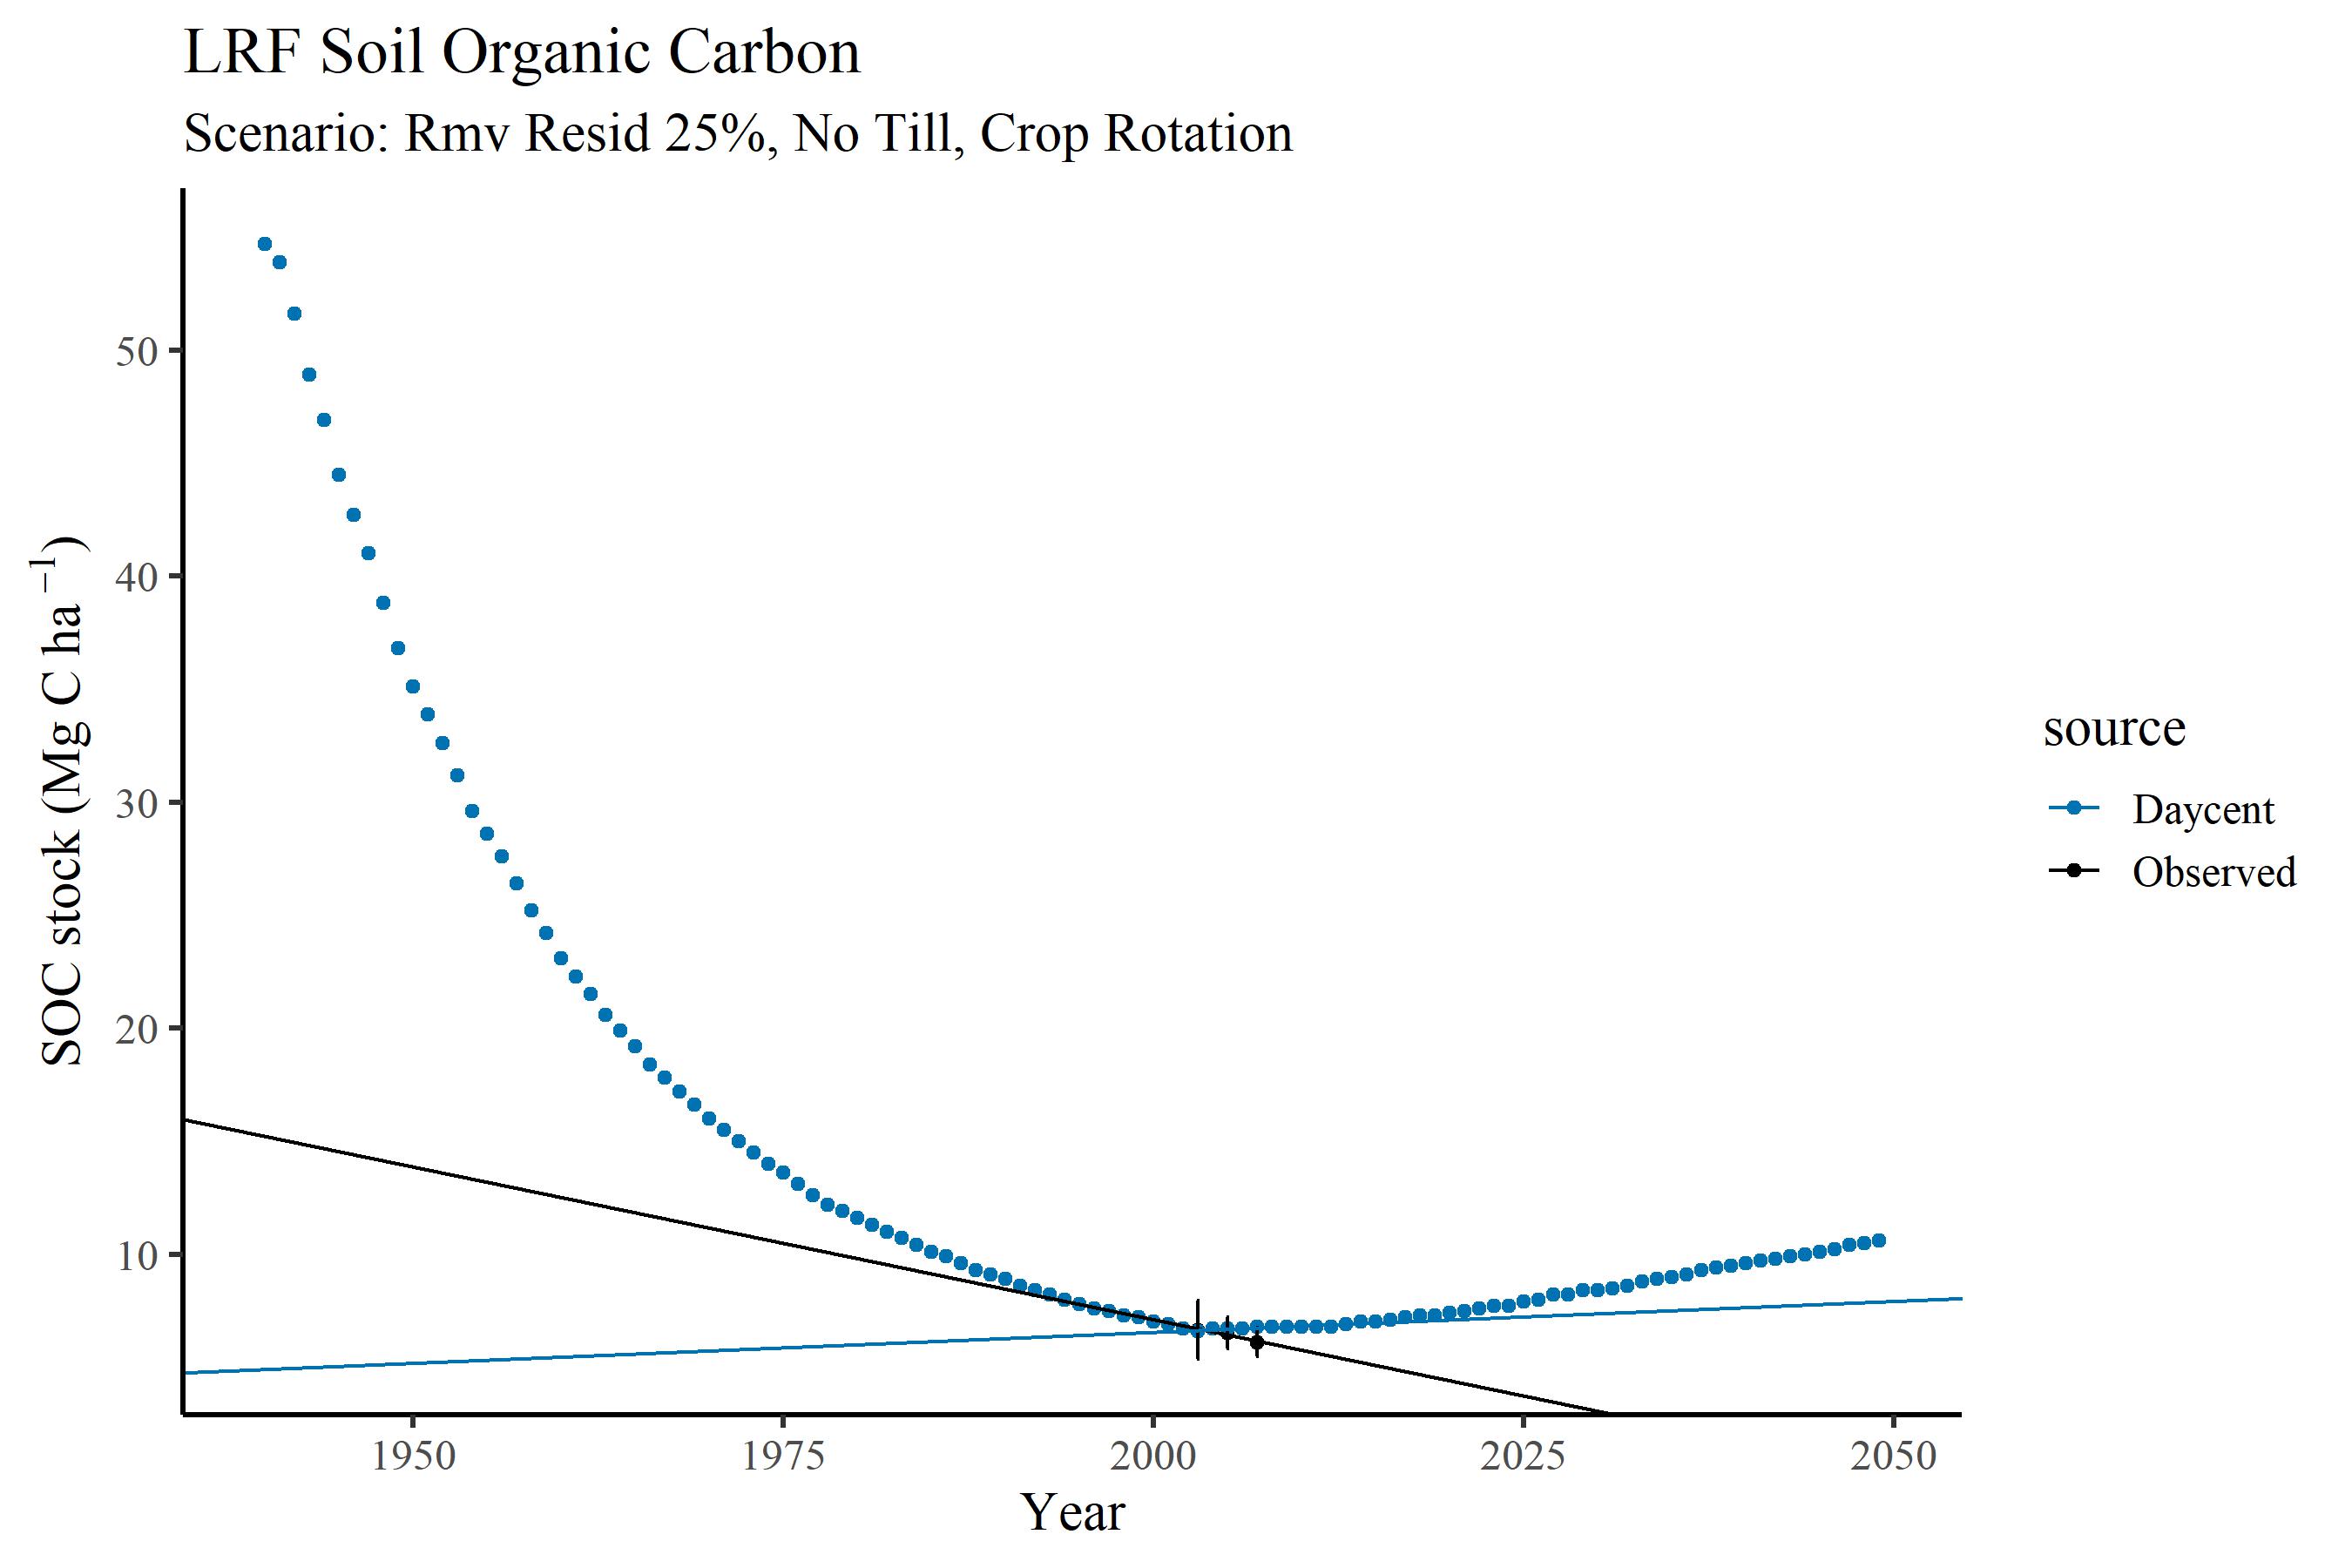 LRF Soil Organic Carbon
Scenario: Rmv Resid 25%, No Till, Crop Rotation
SOC stock (Mg C ha⁻¹)
50
40
30
20
10
1950 1975 2000 2025 2050
Year
source
Daycent
Observed